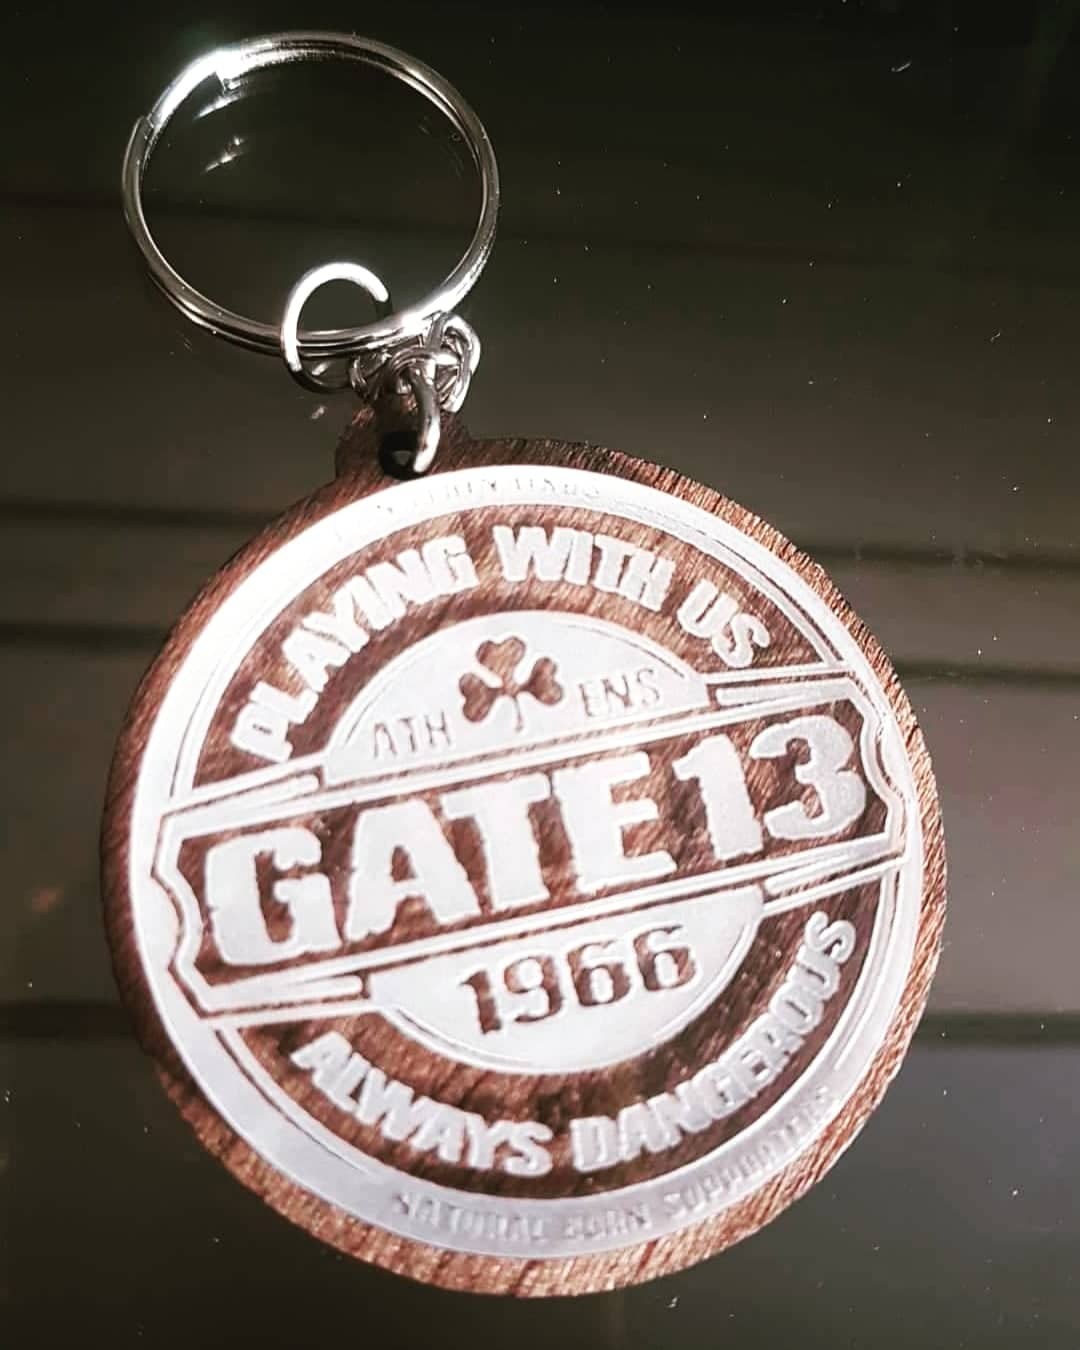 PLAYING WITH US
ATH ENS
GATE 13
1966
ALWAYS DANGEROUS
NATURAL BORN SUPPORTERS